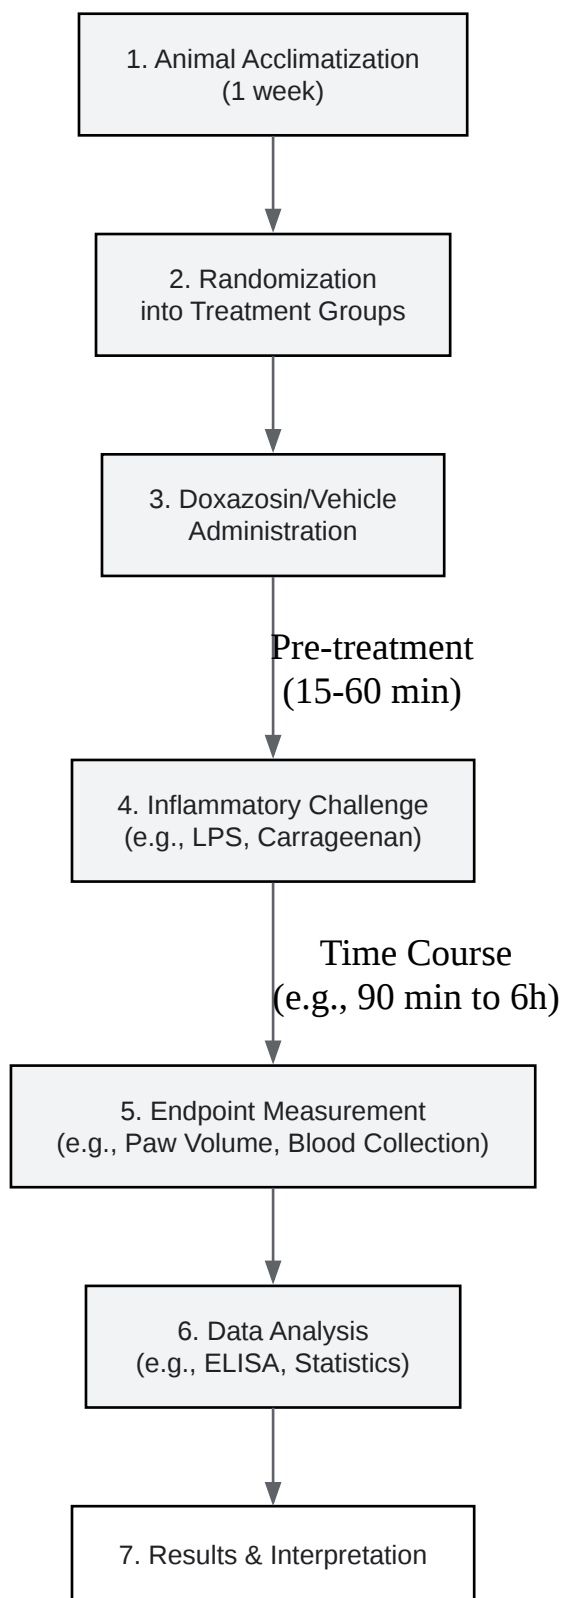 1. Animal Acclimatization
(1 week)
2. Randomization
into Treatment Groups
3. Doxazosin/Vehicle
Administration
Pre-treatment
(15-60 min)
4. Inflammatory Challenge
(e.g., LPS, Carrageenan)
Time Course
(e.g., 90 min to 6h)
5. Endpoint Measurement
(e.g., Paw Volume, Blood Collection)
6. Data Analysis
(e.g., ELISA, Statistics)
7. Results & Interpretation